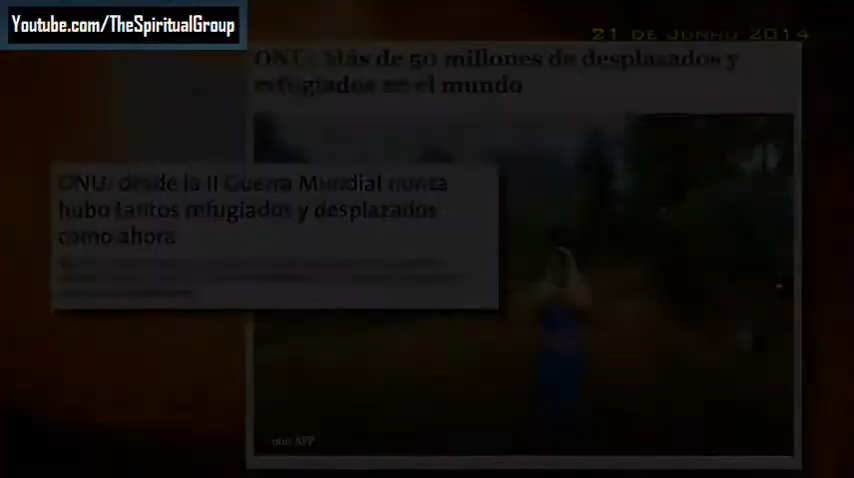 Youtube.com/TheSpiritualGroup
21 DE JUNHO 2014
ONU: Más de 50 millones de desplazados y
refugiados en el mundo
ONU: desde la II Guerra Mundial nunca
hubo tantos refugiados y desplazados
como ahora
foto: AFP